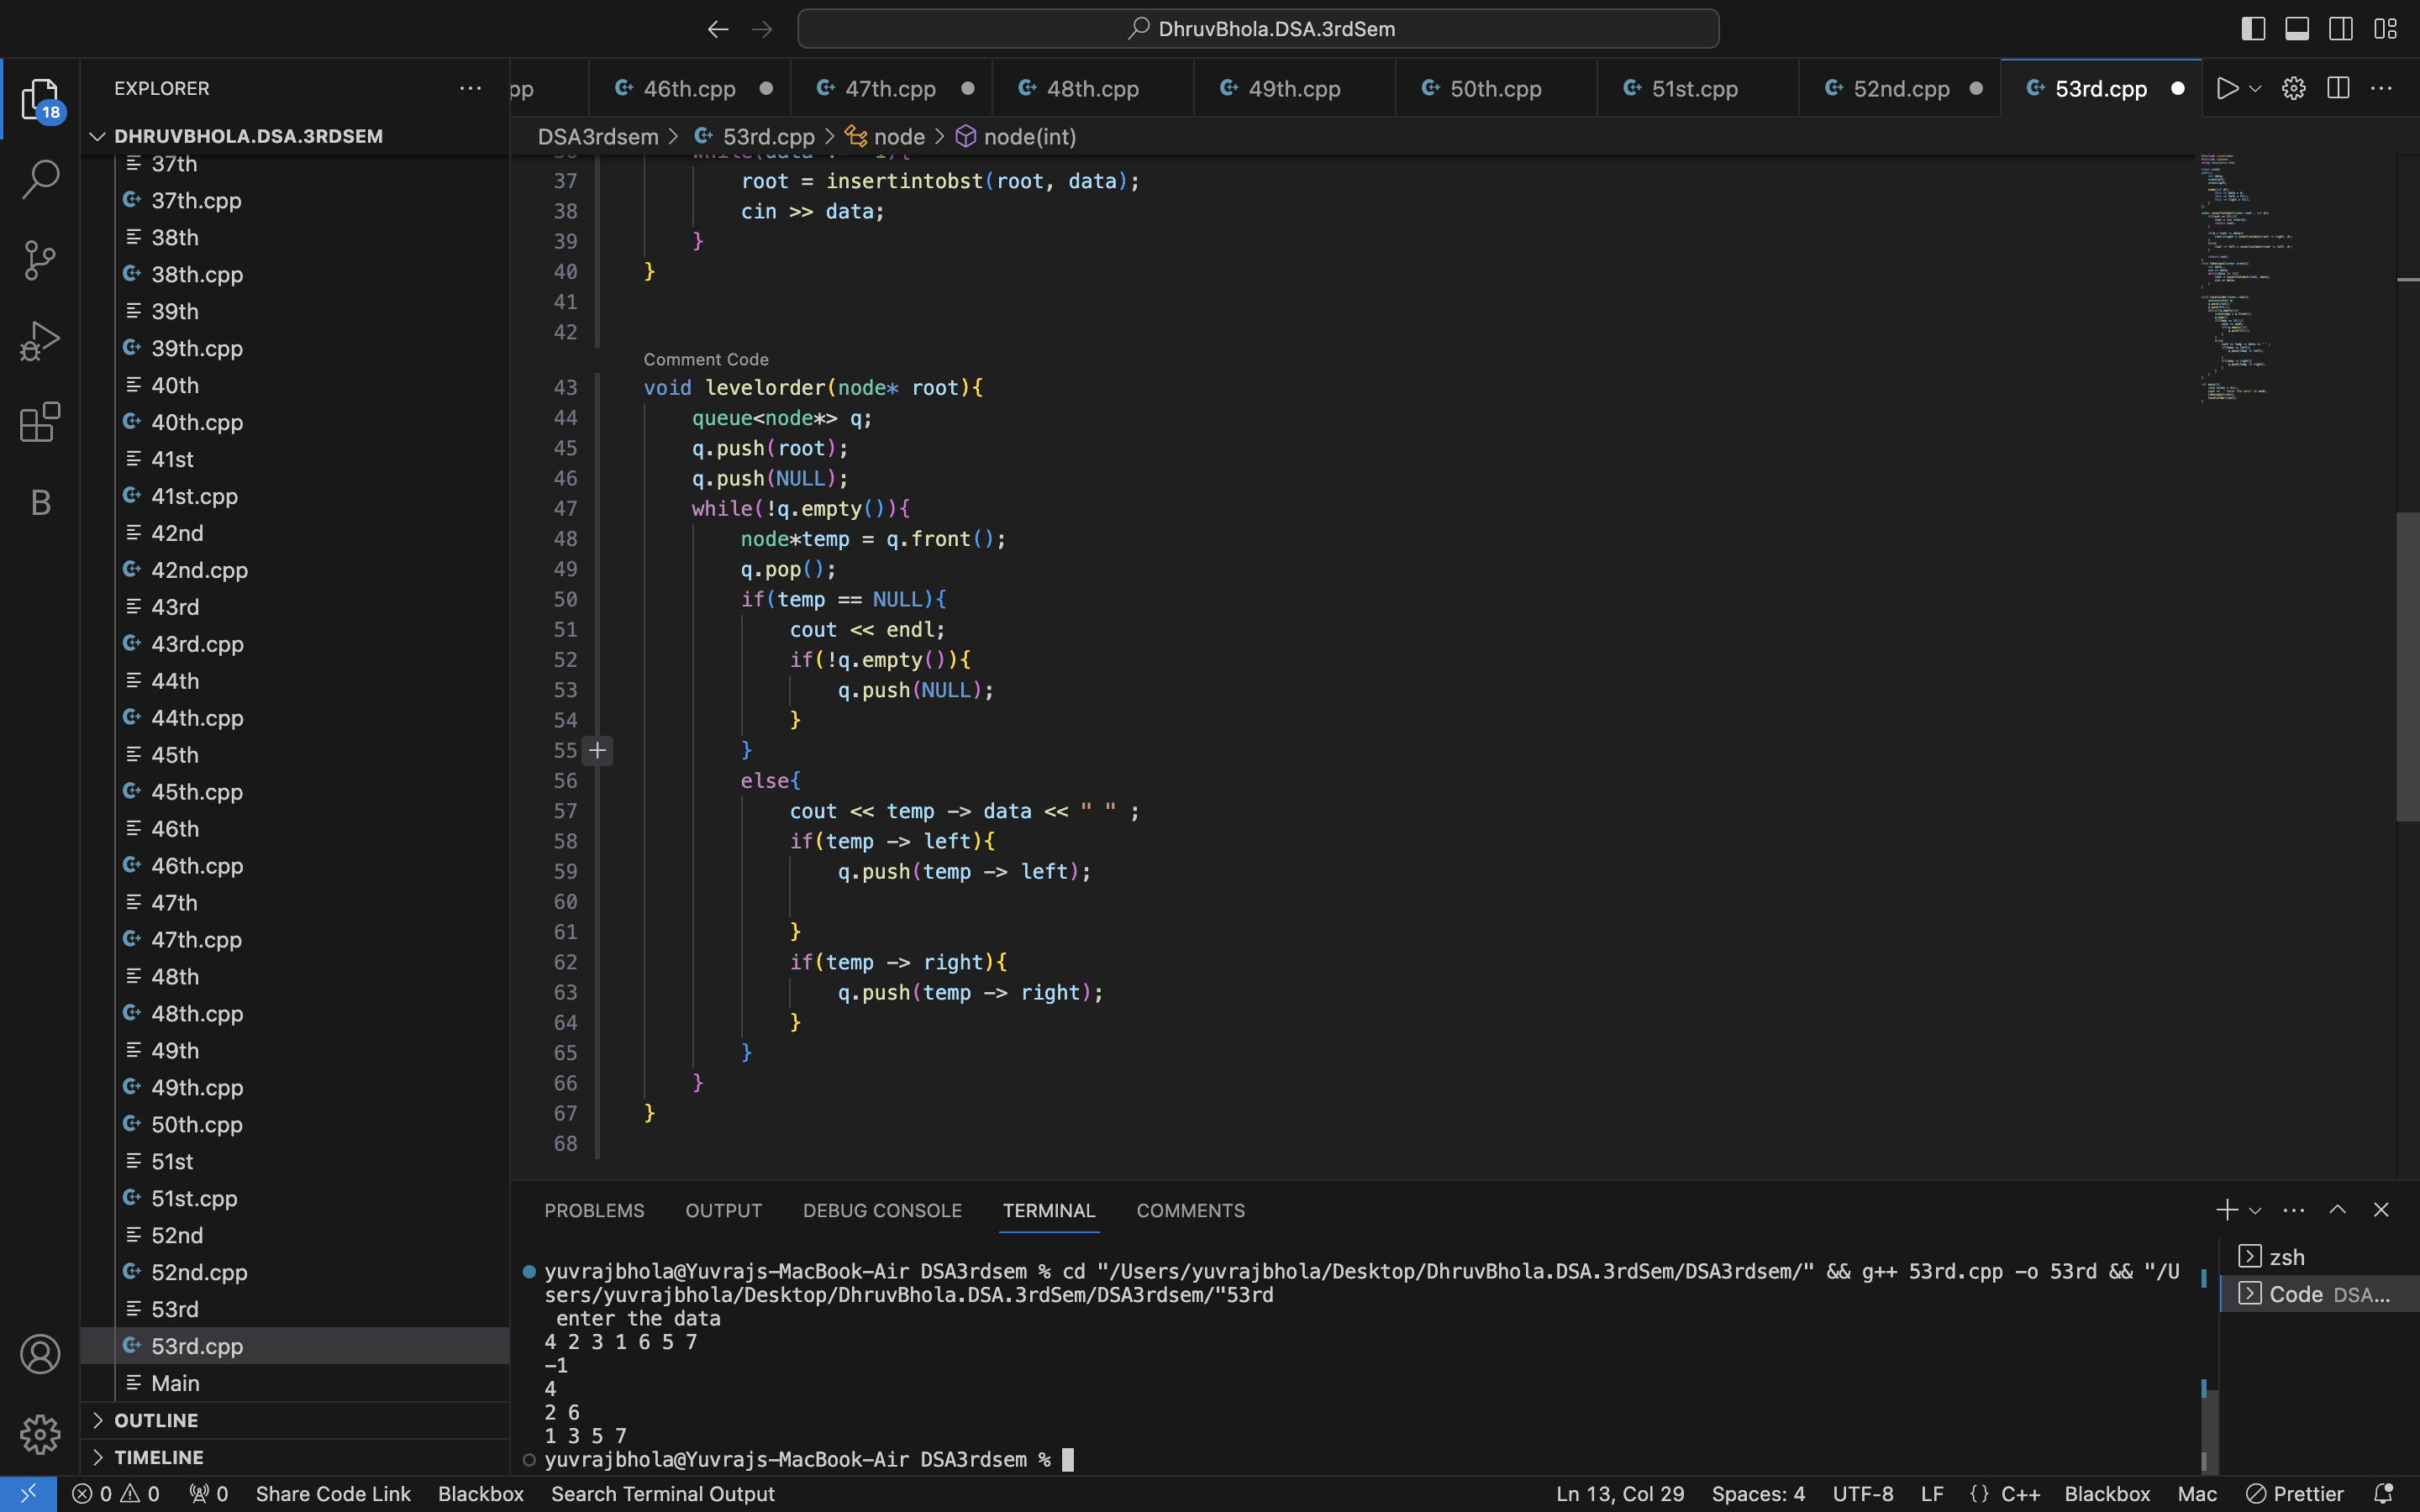 DhruvBhola.DSA.3rdSem
18
B
EXPLORER
DHRUVBHOLA.DSA.3RDSEM
37th
37th.cpp
38th
38th.cpp
39th
39th.cpp
40th
40th.cpp
41st
41st.cpp
42nd
42nd.cpp
43rd
43rd.cpp
44th
44th.cpp
45th
45th.cpp
46th
46th.cpp
47th
47th.cpp
48th
48th.cpp
49th
49th.cpp
50th.cpp
51st
51st.cpp
52nd
52nd.cpp
53rd
53rd.cpp
Main
OUTLINE
TIMELINE
pp 46th.cpp 47th.cpp 48th.cpp 49th.cpp 50th.cpp 51st.cpp 52nd.cpp 53rd.cpp
DSA3rdsem > 53rd.cpp > node > node(int)
37 root = insertintobst(root, data);
38 cin >> data;
39 }
40 }
41
42
Comment Code
43 void levelorder(node* root){
44 queue<node*> q;
45 q.push(root);
46 q.push(NULL);
47 while(!q.empty()){
48 node*temp = q.front();
49 q.pop();
50 if(temp == NULL){
51 cout << endl;
52 if(!q.empty()){
53 q.push(NULL);
54 }
55 }
56 else{
57 cout << temp -> data << " " ;
58 if(temp -> left){
59 q.push(temp -> left);
60
61 }
62 if(temp -> right){
63 q.push(temp -> right);
64 }
65 }
66 }
67 }
68
PROBLEMS OUTPUT DEBUG CONSOLE TERMINAL COMMENTS
yuvrajbhola@Yuvrajs-MacBook-Air DSA3rdsem % cd "/Users/yuvrajbhola/Desktop/DhruvBhola.DSA.3rdSem/DSA3rdsem/" && g++ 53rd.cpp -o 53rd && "/U
sers/yuvrajbhola/Desktop/DhruvBhola.DSA.3rdSem/DSA3rdsem/"53rd
enter the data
4 2 3 1 6 5 7
-1
4
2 6
1 3 5 7
yuvrajbhola@Yuvrajs-MacBook-Air DSA3rdsem %
zsh
Code DSA...
0 0 0 Share Code Link Blackbox Search Terminal Output Ln 13, Col 29 Spaces: 4 UTF-8 LF {} C++ Blackbox Mac Prettier